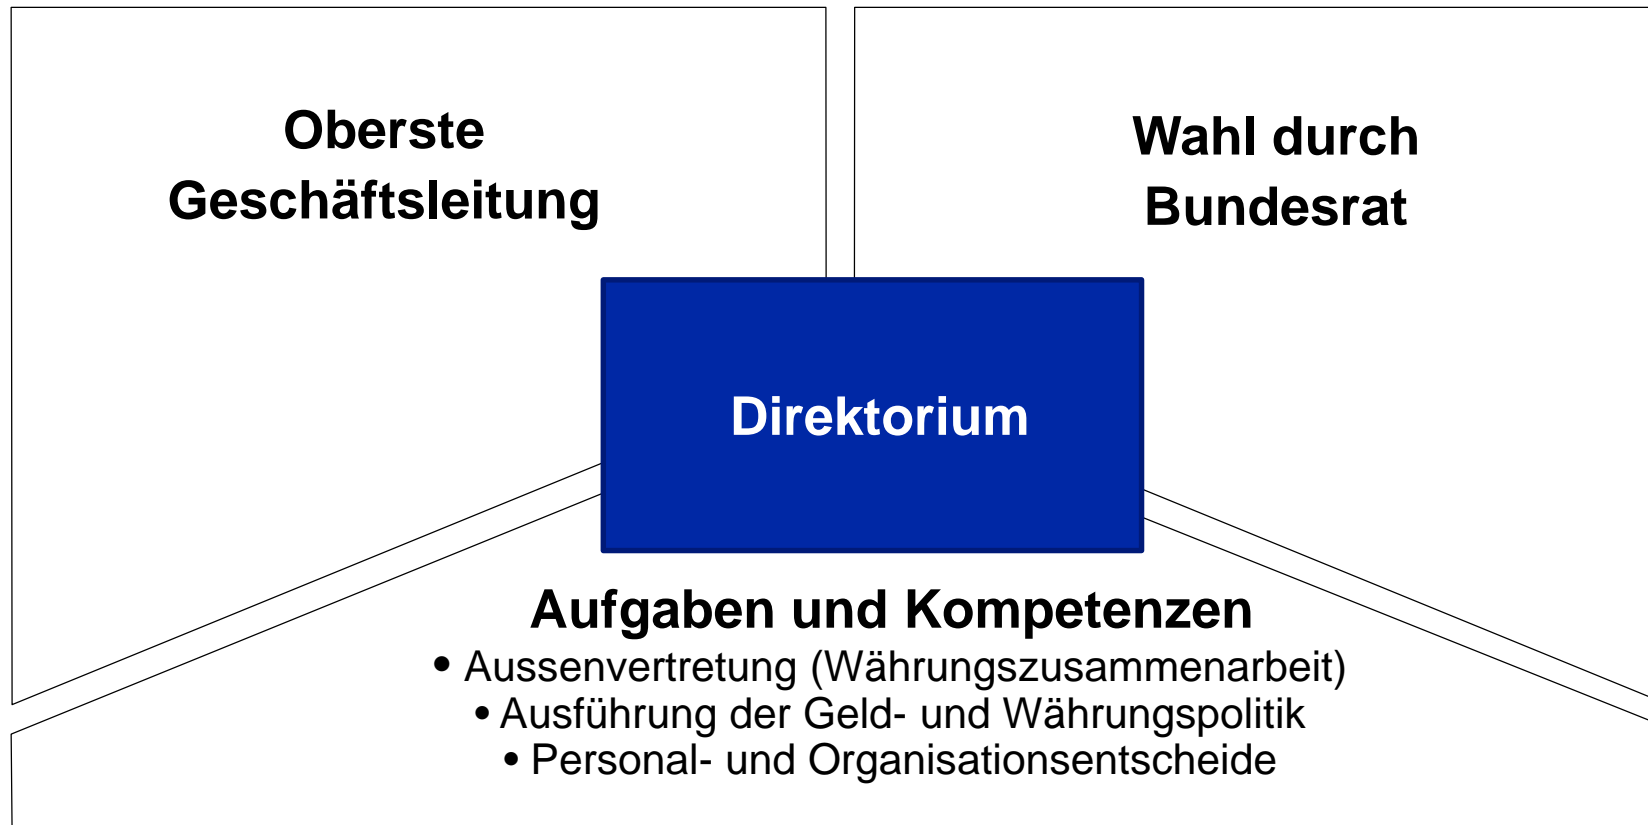 Oberste
Geschäftsleitung
Wahl durch
Bundesrat
Direktorium
Aufgaben und Kompetenzen
• Aussenvertretung (Währungszusammenarbeit)
• Ausführung der Geld- und Währungspolitik
• Personal- und Organisationsentscheide